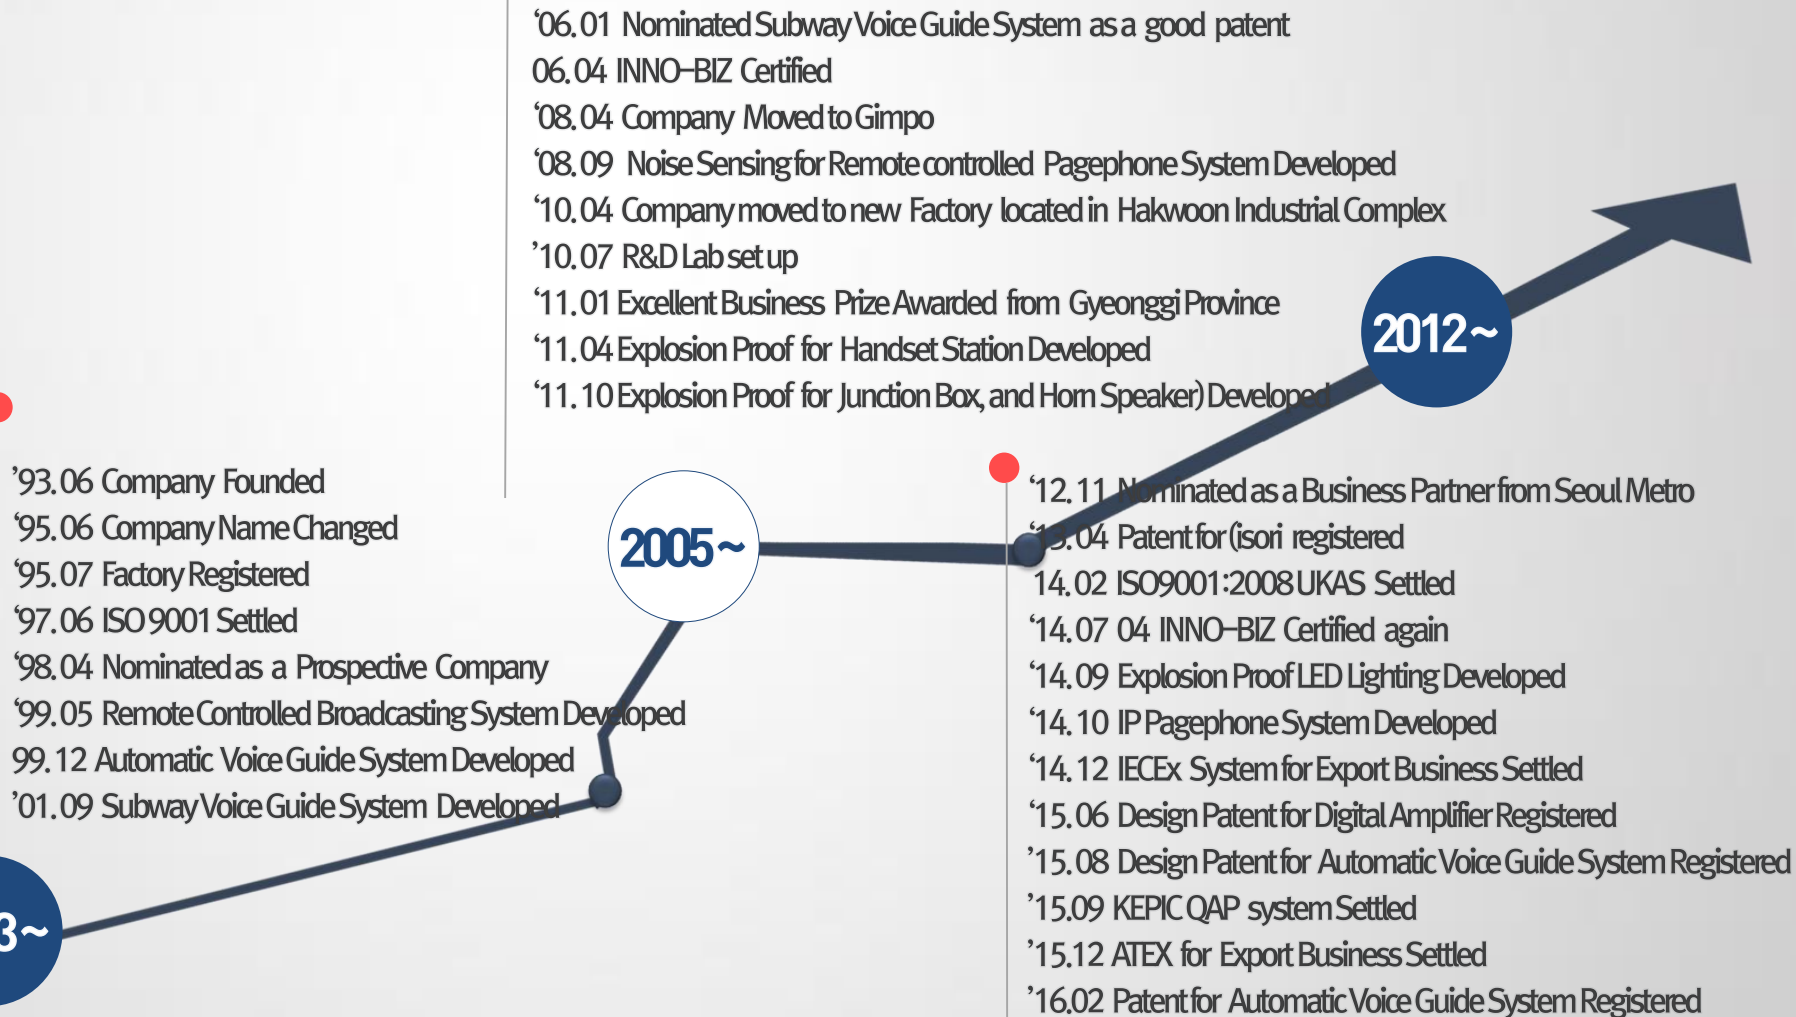 ‘06.01 Nominated Subway Voice Guide System as a good patent
06.04 INNO-BIZ Certified
‘08.04 Company Moved to Gimpo
‘08.09 Noise Sensing for Remote controlled Pagephone System Developed
‘10.04 Company moved to new Factory located in Hakwoon Industrial Complex
’10.07 R&D Lab set up
‘11.01 Excellent Business Prize Awarded from Gyeonggi Province
‘11.04 Explosion Proof for Handset Station Developed
‘11.10 Explosion Proof for Junction Box, and Horn Speaker) Developed
2012~
’93.06 Company Founded
‘95.06 Company Name Changed
‘95.07 Factory Registered
‘97.06 ISO 9001 Settled
‘98.04 Nominated as a Prospective Company
‘99.05 Remote Controlled Broadcasting System Developed
99.12 Automatic Voice Guide System Developed
’01.09 Subway Voice Guide System Developed
3~
2005~
‘12.11 Nominated as a Business Partner from Seoul Metro
‘13.04 Patent for (isori registered
14.02 ISO9001:2008 UKAS Settled
‘14.07 04 INNO-BIZ Certified again
‘14.09 Explosion Proof LED Lighting Developed
‘14.10 IP Pagephone System Developed
‘14.12 IECEx System for Export Business Settled
‘15.06 Design Patent for Digital Amplifier Registered
’15.08 Design Patent for Automatic Voice Guide System Registered
’15.09 KEPIC QAP system Settled
’15.12 ATEX for Export Business Settled
’16.02 Patent for Automatic Voice Guide System Registered